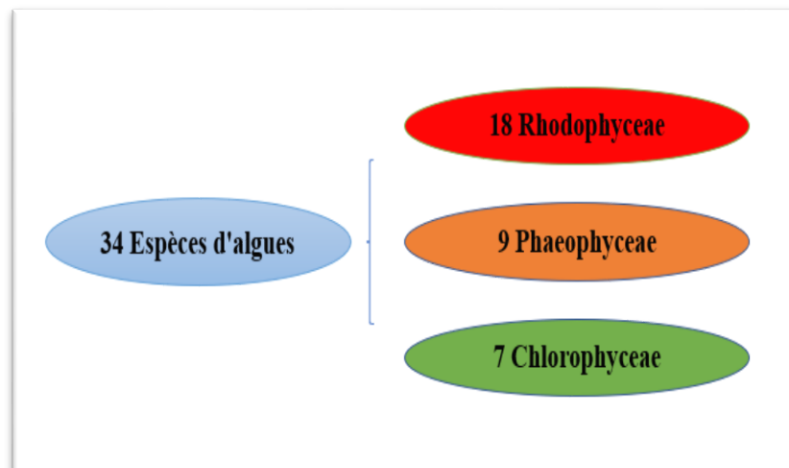 18 Rhodophyceae
34 Espèces d'algues
9 Phaeophyceae
7 Chlorophyceae